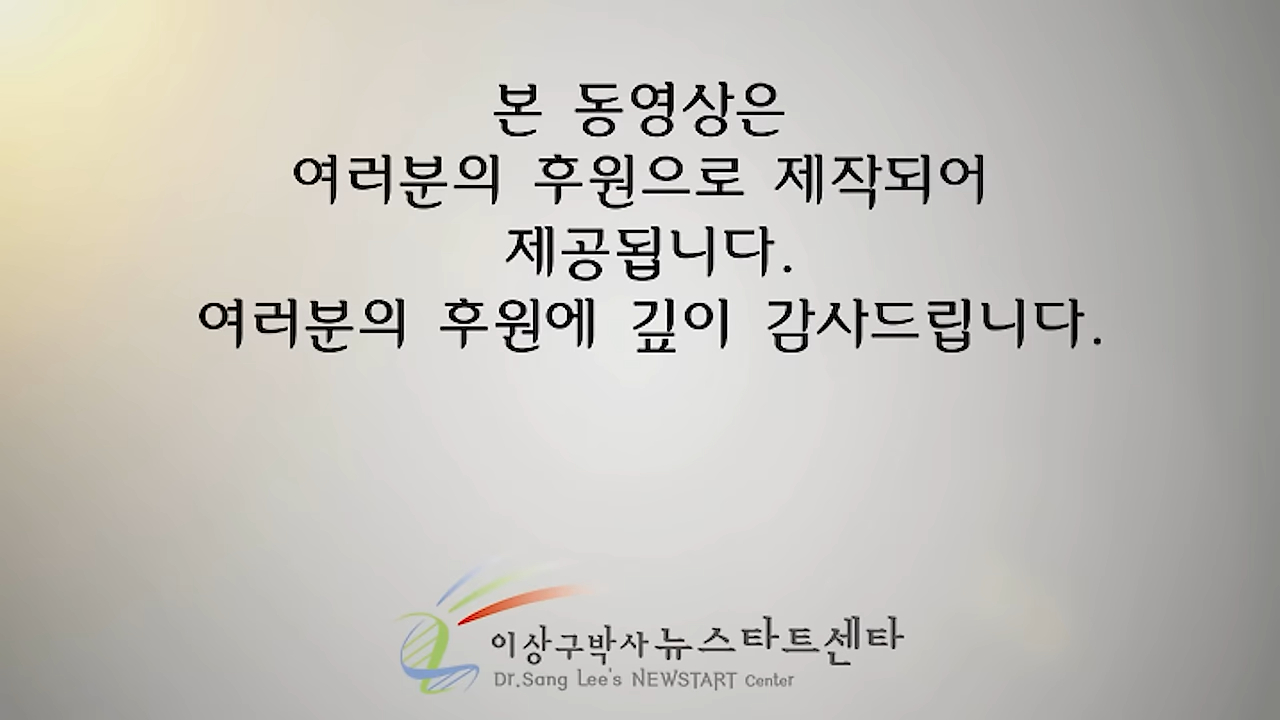 본 동영상은
여러분의 후원으로 제작되어
제공됩니다.
여러분의 후원에 깊이 감사드립니다.
이상구박사 뉴스타트센타
Dr.Sang Lee's NEWSTART Center